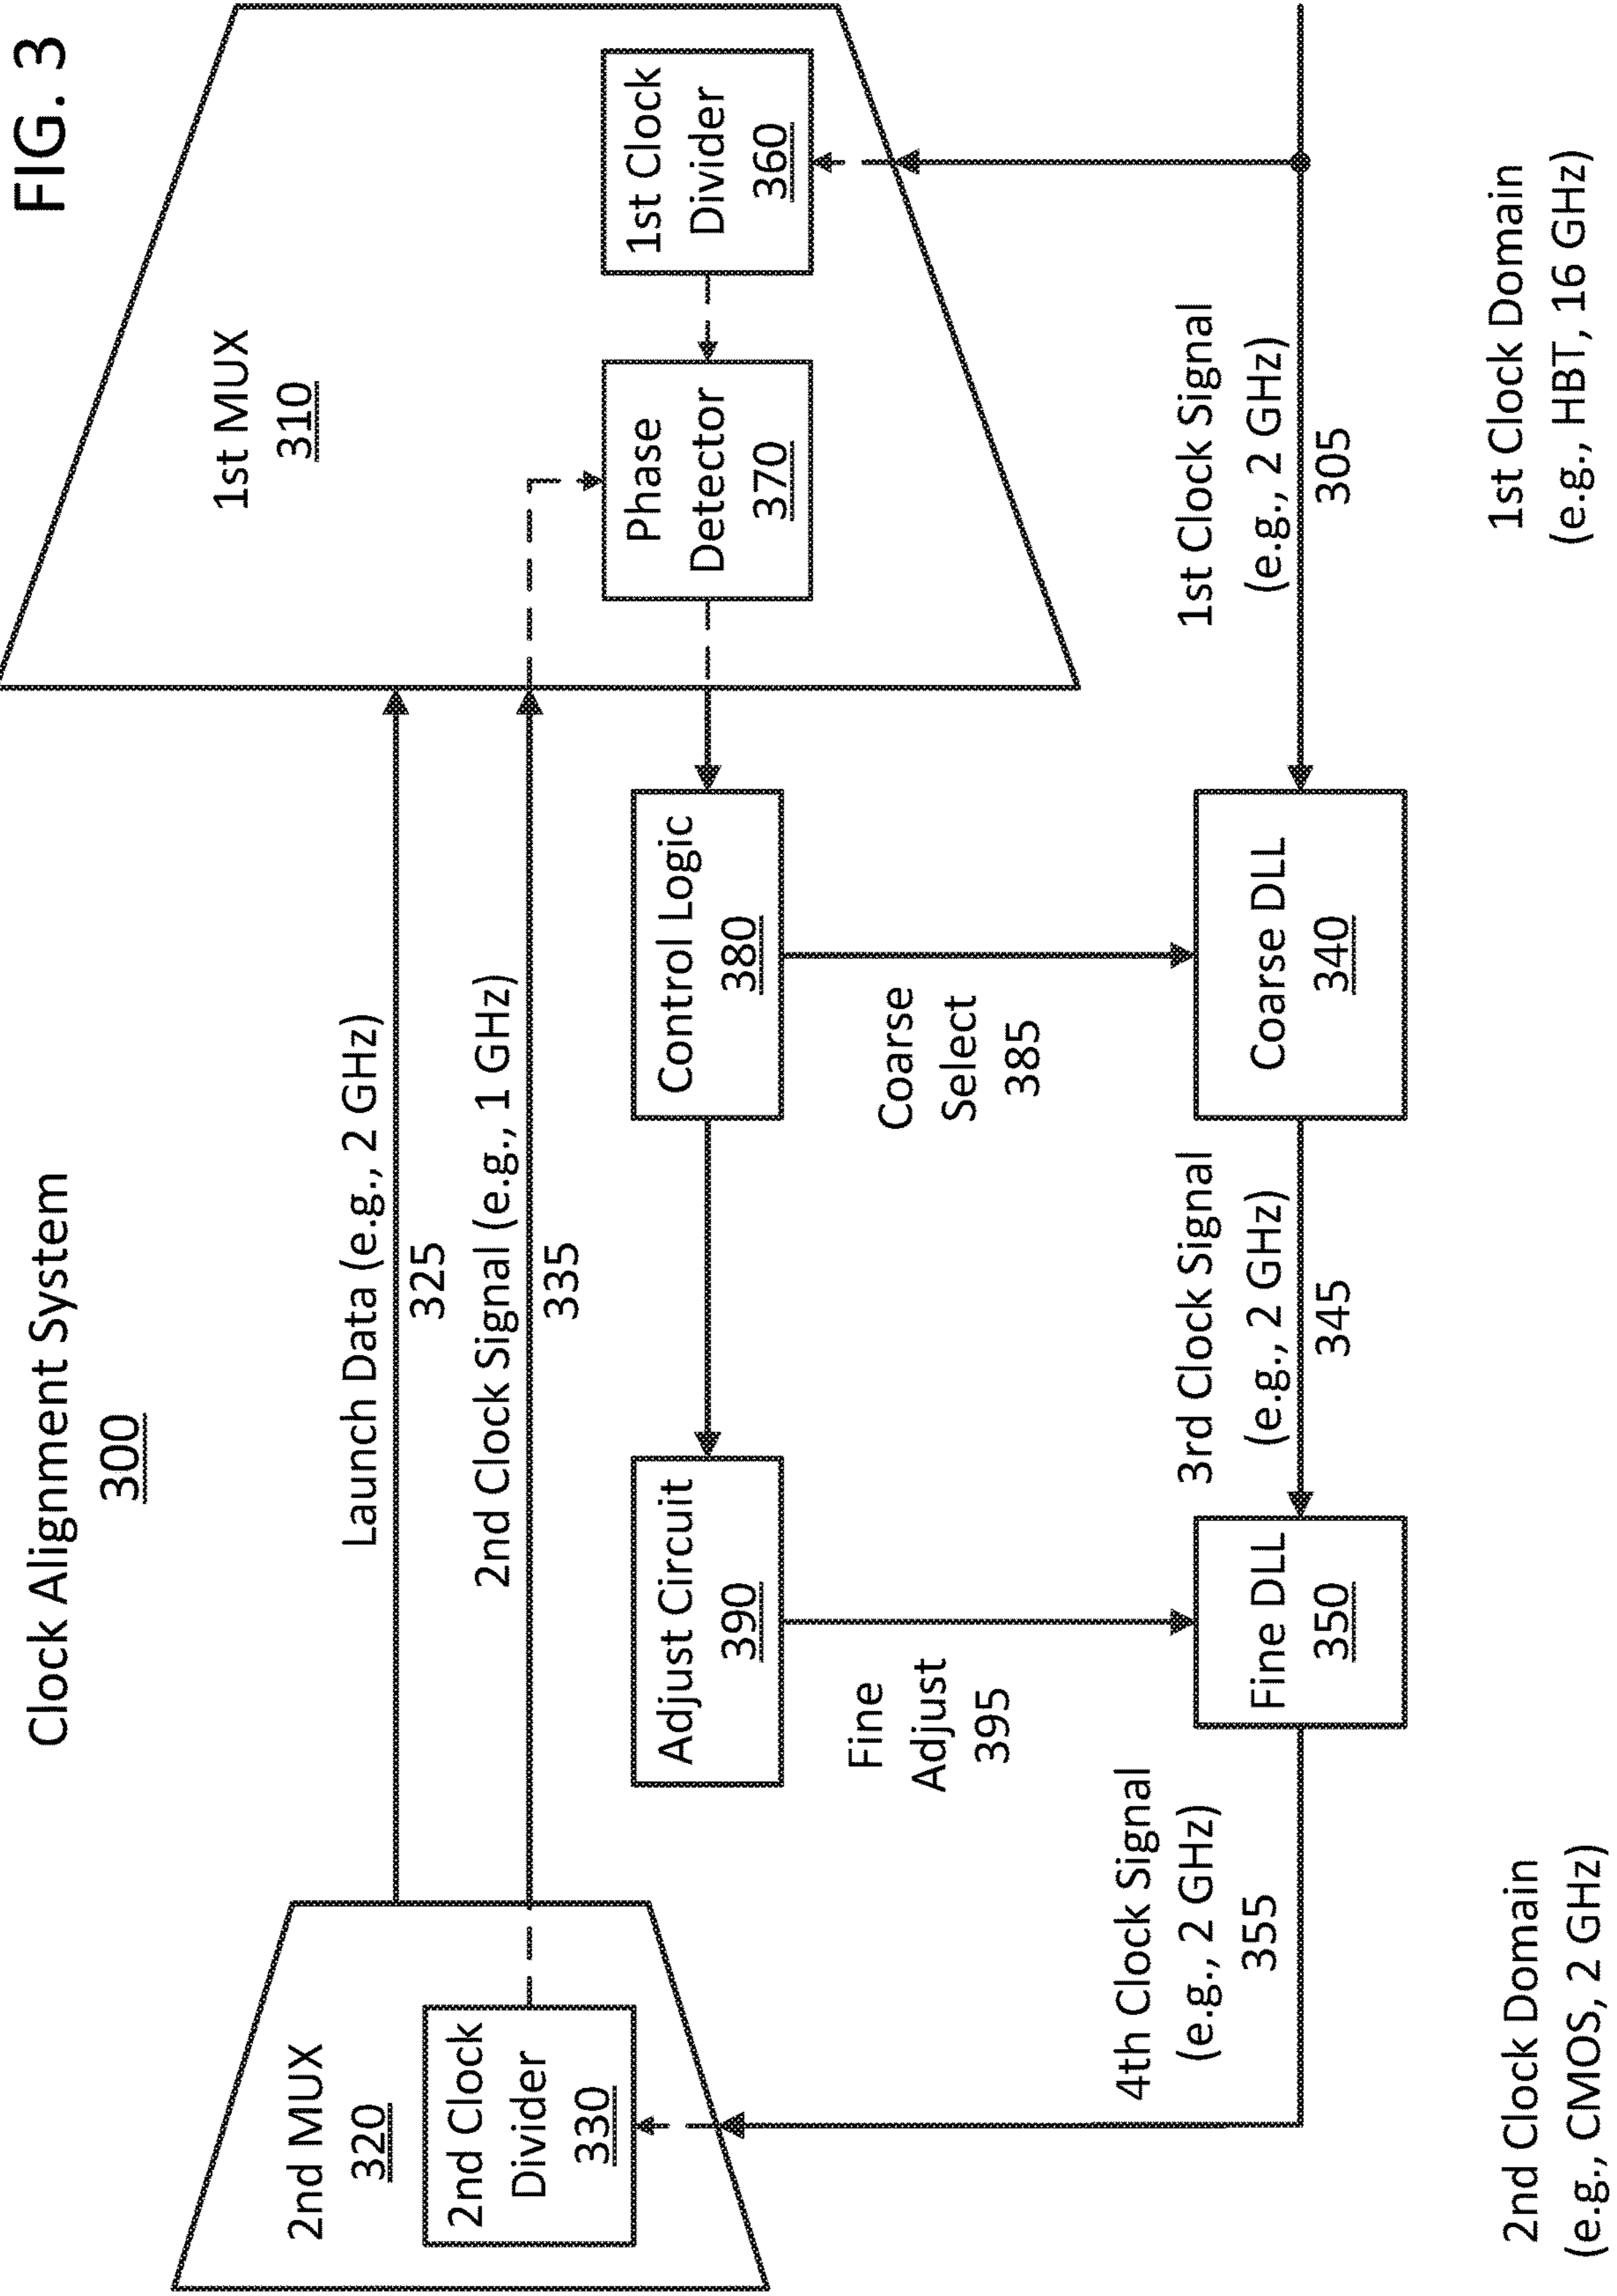 FIG. 3
Clock Alignment System
300
2nd MUX
320
2nd Clock
Divider
330
Launch Data (e.g., 2 GHz)
325
2nd Clock Signal (e.g., 1 GHz)
335
1st MUX
310
Phase
Detector
370
1st Clock
Divider
360
Adjust Circuit
390
Control Logic
380
Fine
Adjust
395
Coarse
Select
385
4th Clock Signal
(e.g., 2 GHz)
355
Fine DLL
350
3rd Clock Signal
(e.g., 2 GHz)
345
Coarse DLL
340
1st Clock Signal
(e.g., 2 GHz)
305
2nd Clock Domain
(e.g., CMOS, 2 GHz)
1st Clock Domain
(e.g., HBT, 16 GHz)